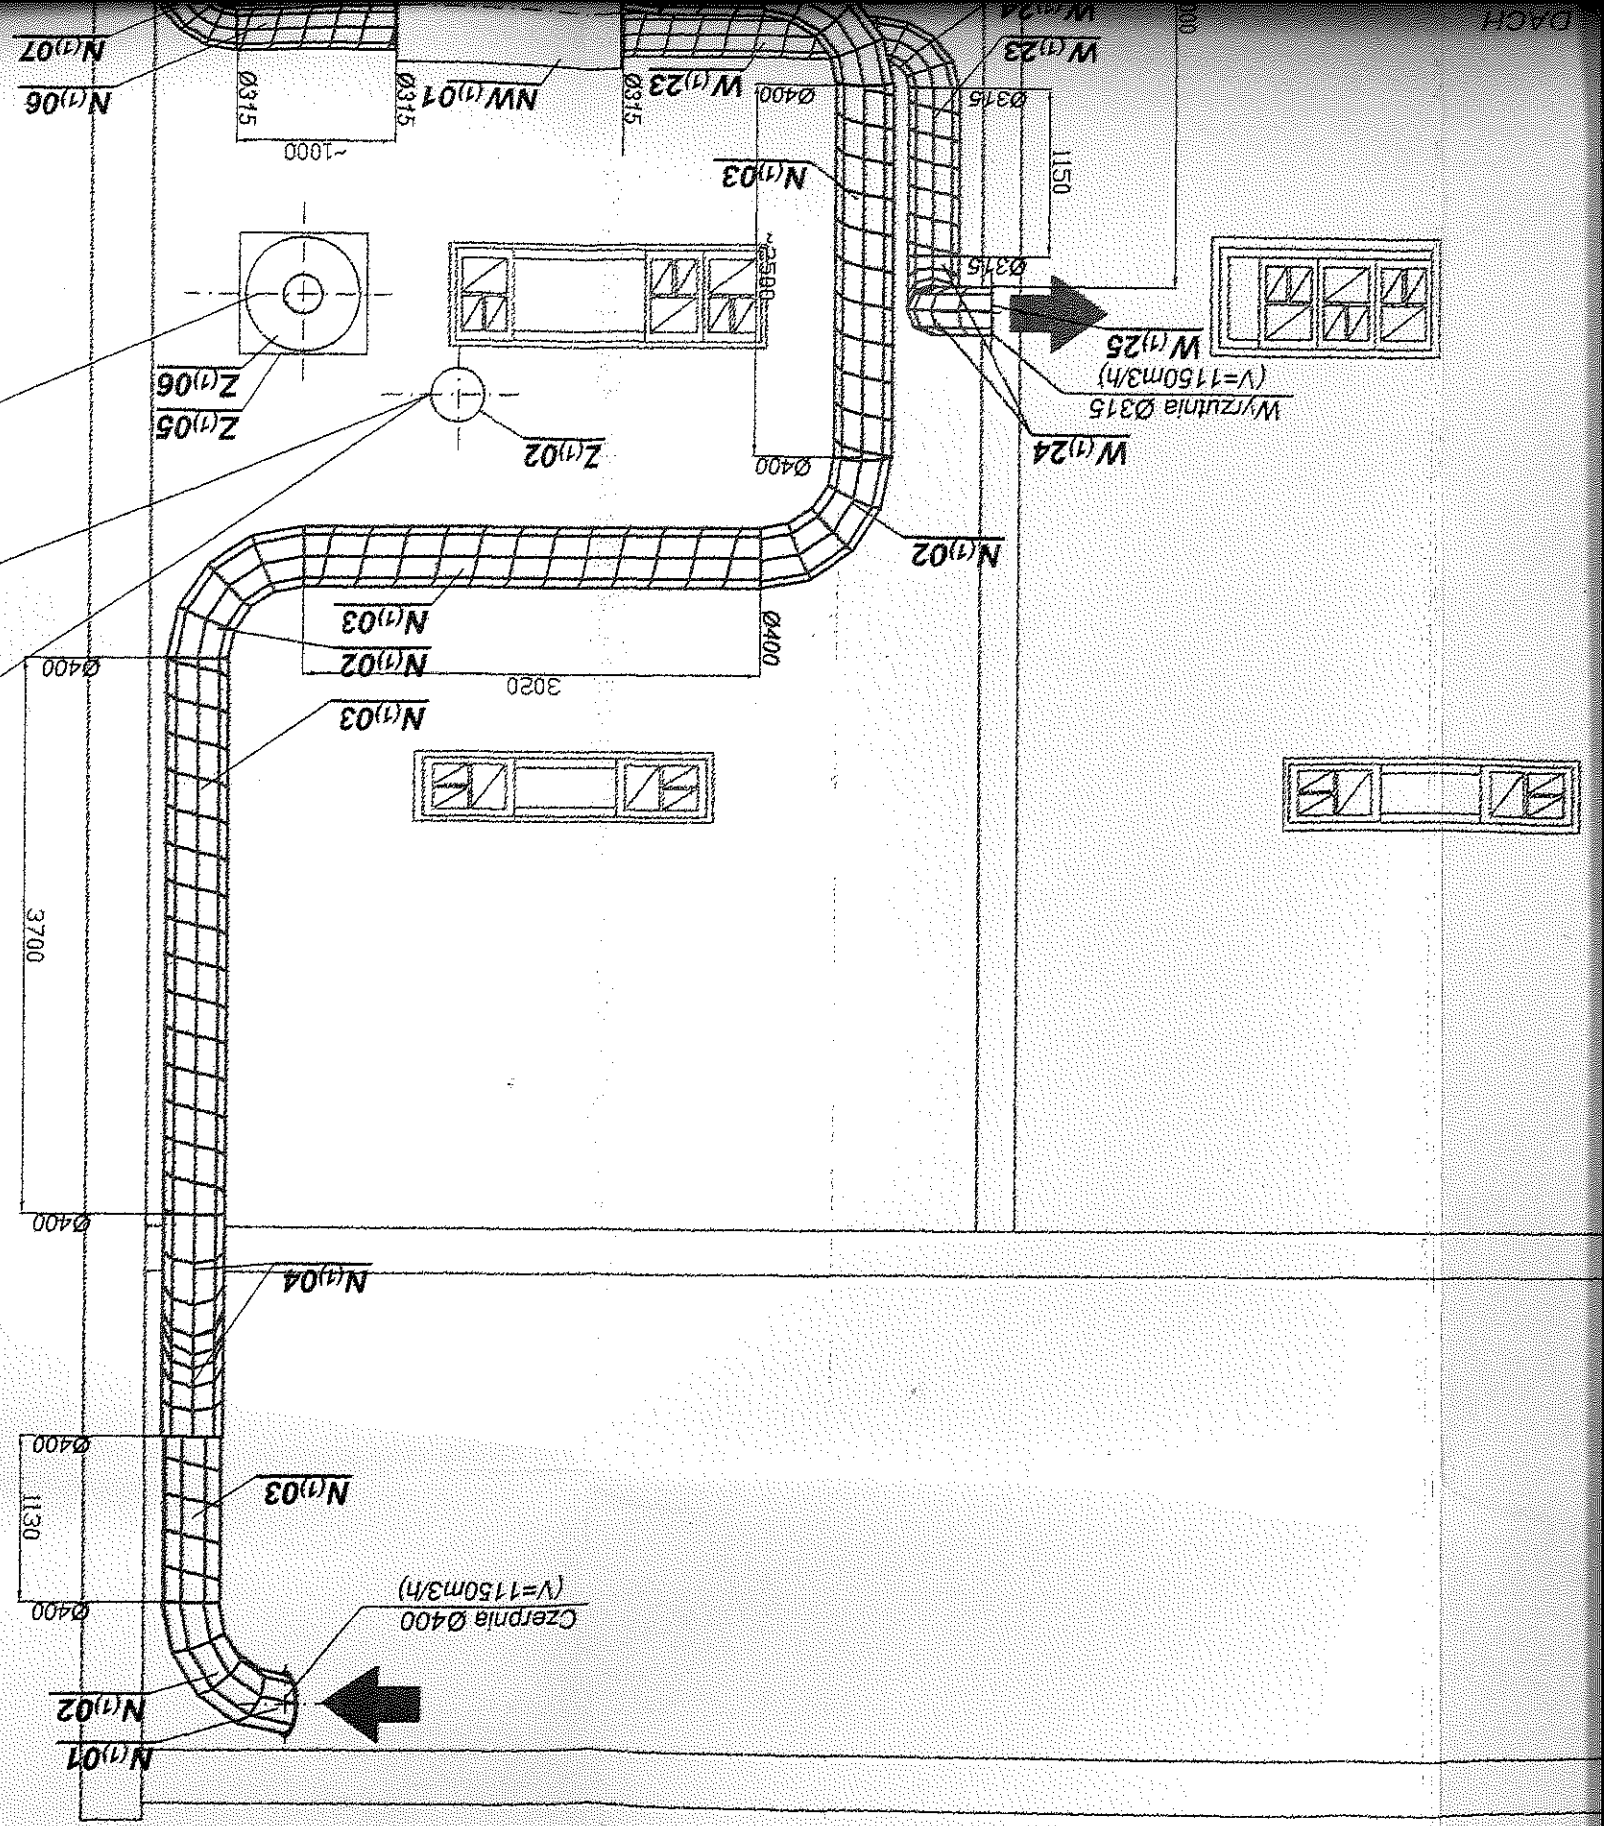 DACH
W(1)24
W(1)23
N(1)07
N(1)06
Ø315
Ø315
NW(1)01
Ø315
W(1)23
Ø400
Ø315
~1000
N(1)03
1150
~2500
Ø315
W(1)25
Wyrzutnia Ø315
(V=1150m3/h)
W(1)24
Z(1)06
Z(1)05
Z(1)02
Ø400
N(1)02
N(1)03
N(1)02
N(1)03
Ø400
3020
Ø400
3700
Ø400
N(1)04
Ø400
N(1)03
1130
Ø400
Czerpnia Ø400
(V=1150m3/h)
N(1)02
N(1)01